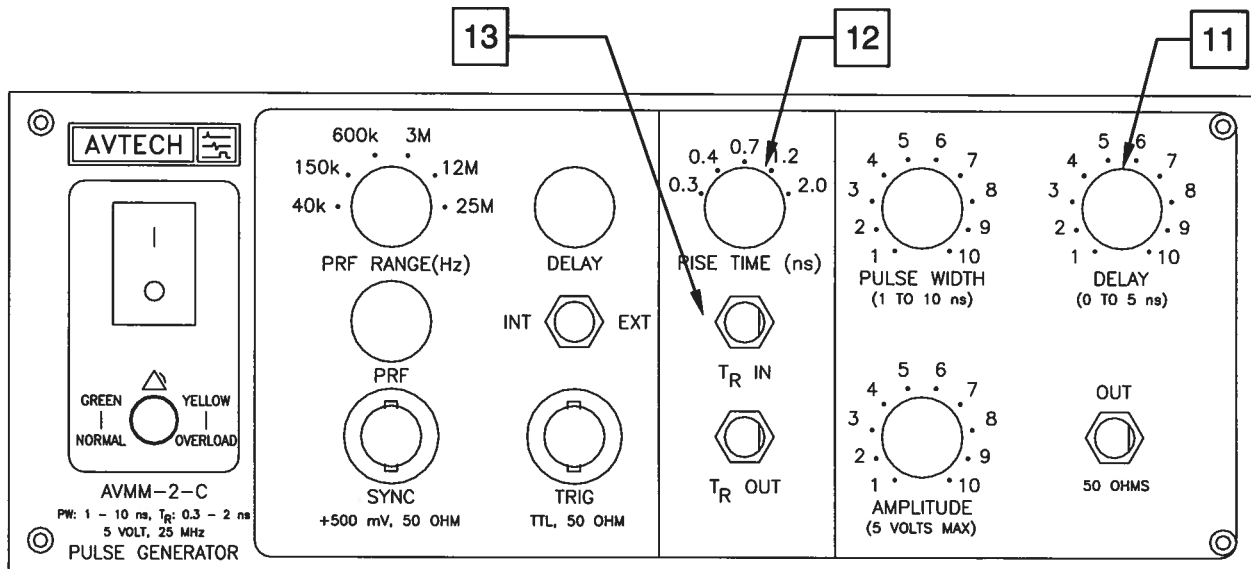 13
12
11
AVTECH
GREEN
NORMAL
YELLOW
OVERLOAD
AVMM-2-C
PW: 1 - 10 ns, TR: 0.3 - 2 ns
5 VOLT, 25 MHz
PULSE GENERATOR
40k
150k
600k
3M
12M
25M
PRF RANGE(Hz)
DELAY
PRF
INT
EXT
SYNC
+500 mV, 50 OHM
TRIG
TTL, 50 OHM
0.3
0.4
0.7
1.2
2.0
RISE TIME (ns)
TR IN
TR OUT
1
2
3
4
5
6
7
8
9
10
PULSE WIDTH
(1 TO 10 ns)
1
2
3
4
5
6
7
8
9
10
DELAY
(0 TO 5 ns)
1
2
3
4
5
6
7
8
9
10
AMPLITUDE
(5 VOLTS MAX)
OUT
50 OHMS